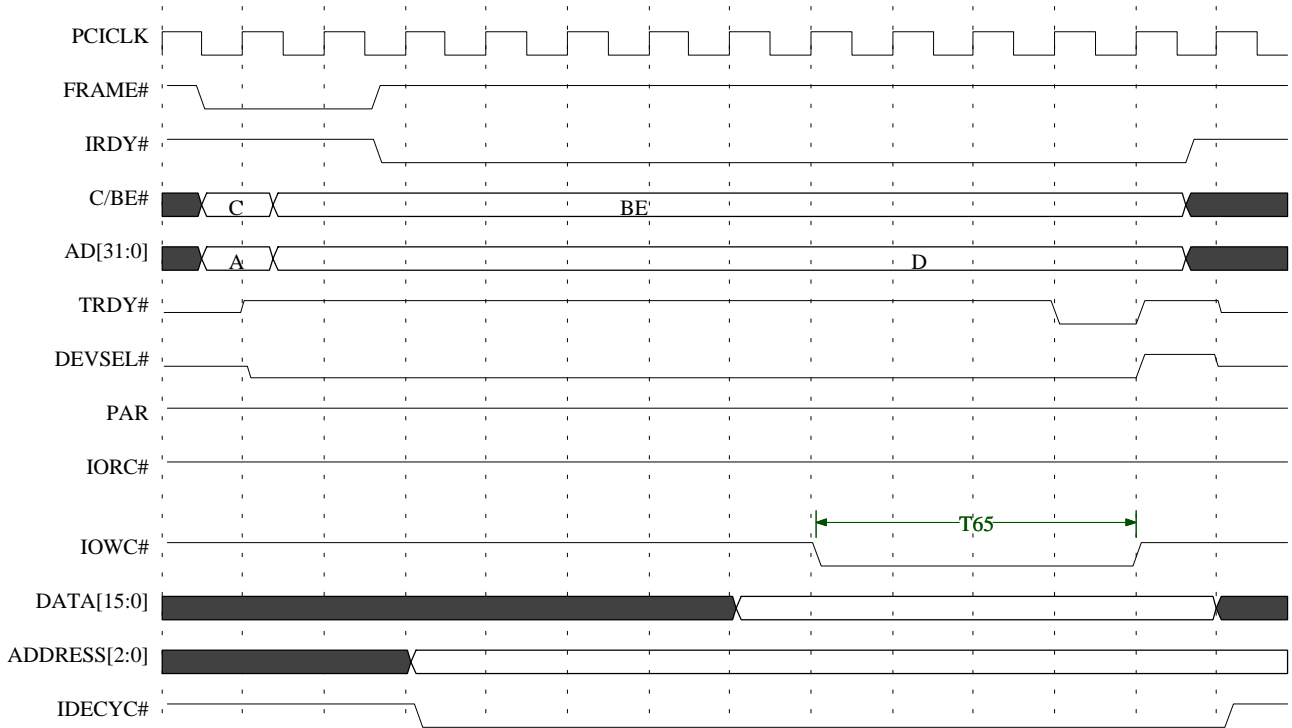 PCICLK
FRAME#
IRDY#
C/BE#
C
BE
AD[31:0]
A
D
TRDY#
DEVSEL#
PAR
IORC#
T65
IOWC#
DATA[15:0]
ADDRESS[2:0]
IDECYC#